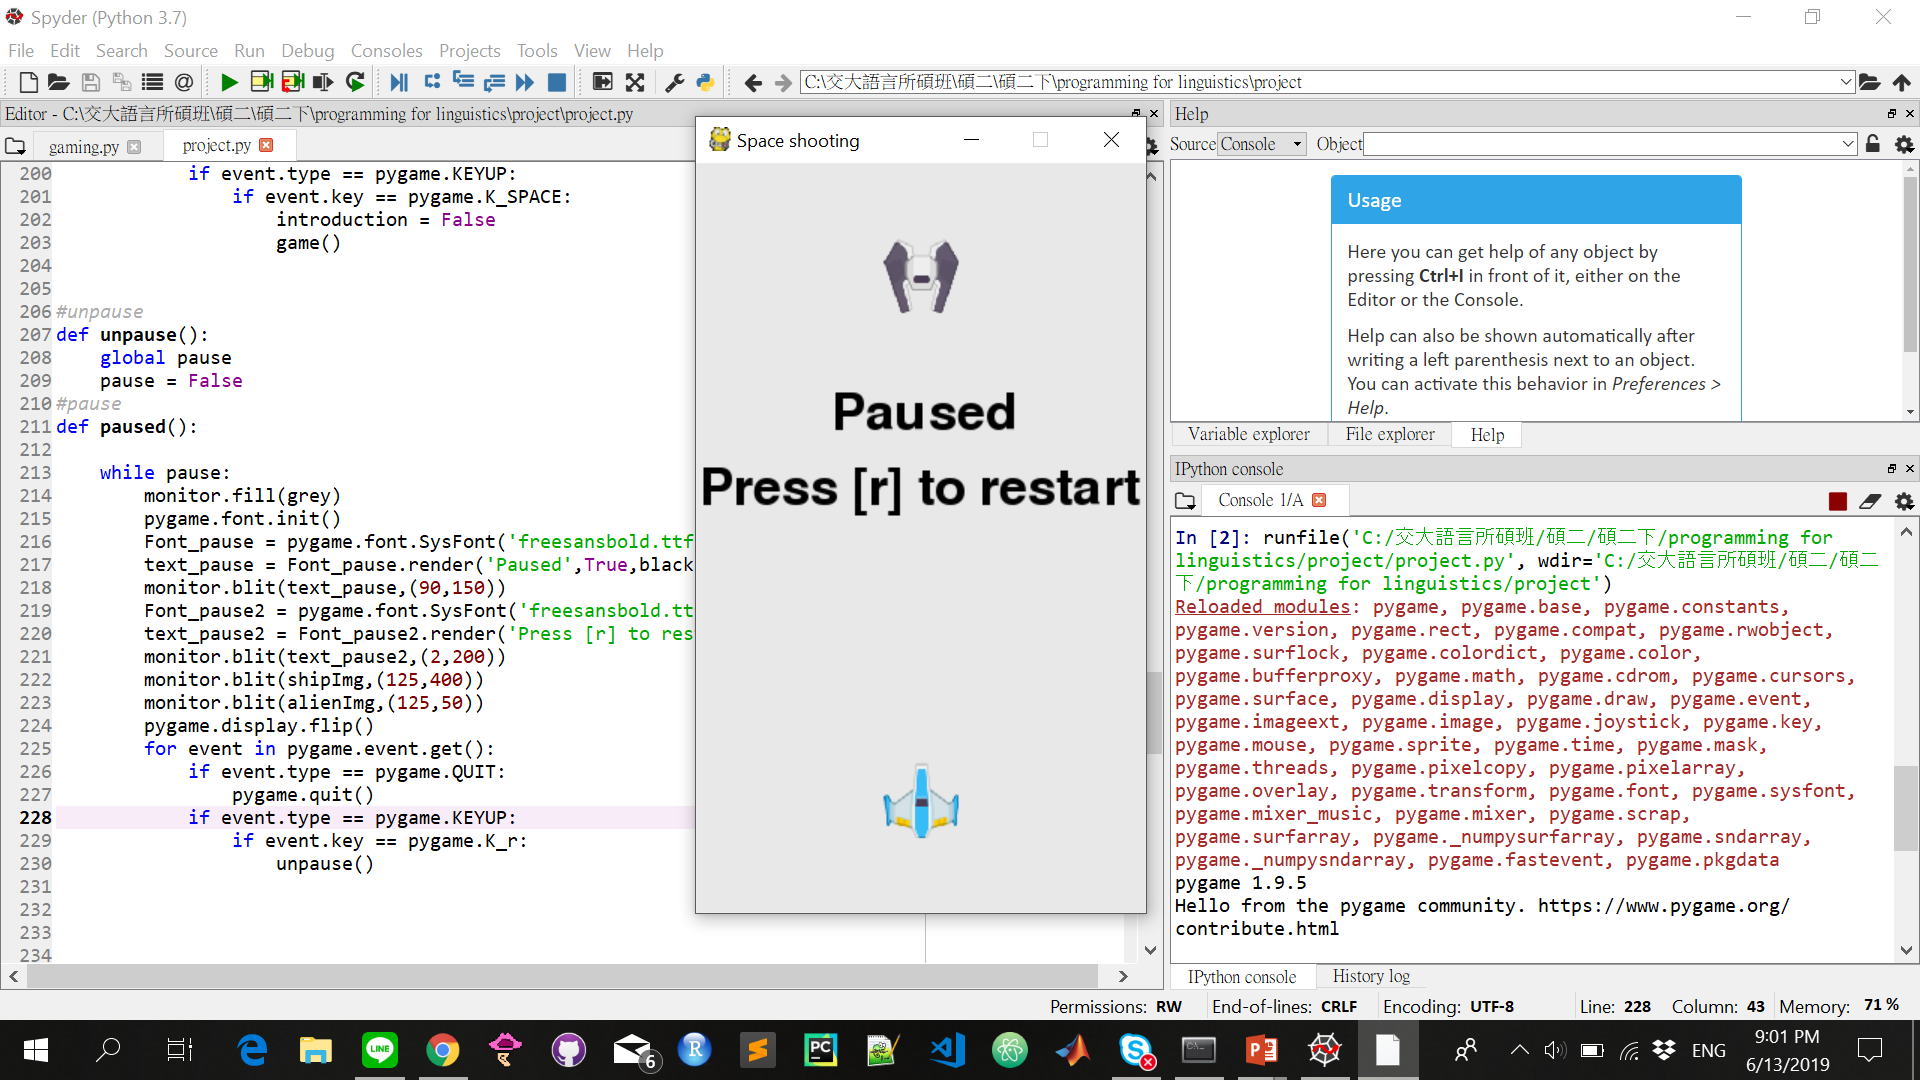 Spyder (Python 3.7)
File Edit Search Source Run Debug Consoles Projects Tools View Help
C:\交大語言所碩班\碩二\碩二下\programming for linguistics\project
Editor - C:\交大語言所碩班\碩二\碩二下\programming for linguistics\project\project.py
gaming.py project.py
200 if event.type == pygame.KEYUP:
201 if event.key == pygame.K_SPACE:
202 introduction = False
203 game()
204
205
206 #unpause
207 def unpause():
208 global pause
209 pause = False
210 #pause
211 def paused():
212
213 while pause:
214 monitor.fill(grey)
215 pygame.font.init()
216 Font_pause = pygame.font.SysFont('freesansbold.ttf
217 text_pause = Font_pause.render('Paused',True,black
218 monitor.blit(text_pause,(90,150))
219 Font_pause2 = pygame.font.SysFont('freesansbold.tt
220 text_pause2 = Font_pause2.render('Press [r] to res
221 monitor.blit(text_pause2,(2,200))
222 monitor.blit(shipImg,(125,400))
223 monitor.blit(alienImg,(125,50))
224 pygame.display.flip()
225 for event in pygame.event.get():
226 if event.type == pygame.QUIT:
227 pygame.quit()
228 if event.type == pygame.KEYUP:
229 if event.key == pygame.K_r:
230 unpause()
231
232
233
234
Space shooting
Paused
Press [r] to restart
Help
Source Console Object
Usage
Here you can get help of any object by
pressing Ctrl+I in front of it, either on the
Editor or the Console.
Help can also be shown automatically after
writing a left parenthesis next to an object.
You can activate this behavior in Preferences >
Help.
Variable explorer File explorer Help
IPython console
Console 1/A
In [2]: runfile('C:/交大語言所碩班/碩二/碩二下/programming for
linguistics/project/project.py', wdir='C:/交大語言所碩班/碩二/碩二
下/programming for linguistics/project')
Reloaded modules: pygame, pygame.base, pygame.constants,
pygame.version, pygame.rect, pygame.compat, pygame.rwobject,
pygame.surflock, pygame.colordict, pygame.color,
pygame.bufferproxy, pygame.math, pygame.cdrom, pygame.cursors,
pygame.surface, pygame.display, pygame.draw, pygame.event,
pygame.imageext, pygame.image, pygame.joystick, pygame.key,
pygame.mouse, pygame.sprite, pygame.time, pygame.mask,
pygame.threads, pygame.pixelcopy, pygame.pixelarray,
pygame.overlay, pygame.transform, pygame.font, pygame.sysfont,
pygame.mixer_music, pygame.mixer, pygame.scrap,
pygame.surfarray, pygame._numpysurfarray, pygame.sndarray,
pygame._numpysndarray, pygame.fastevent, pygame.pkgdata
pygame 1.9.5
Hello from the pygame community. https://www.pygame.org/
contribute.html
IPython console History log
Permissions: RW End-of-lines: CRLF Encoding: UTF-8 Line: 228 Column: 43 Memory: 71 %
LINE 6 R PC ENG 9:01 PM
6/13/2019